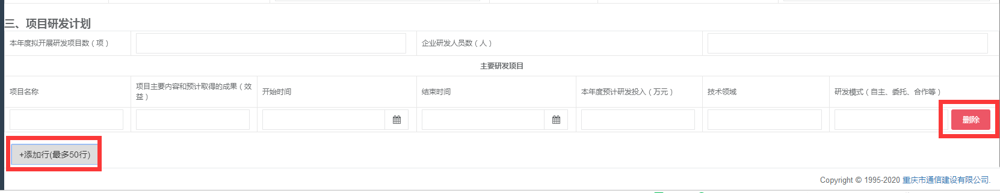 三、项目研发计划
本年度拟开展研发项目数（项）
企业研发人员数（人）
主要研发项目
项目名称
项目主要内容和预计取得的成果（效
益）
开始时间
结束时间
本年度预计研发投入（万元）
技术领域
研发模式（自主、委托、合作等）
删除
+添加行(最多50行)
Copyright © 1995-2020 重庆市通信建设有限公司.